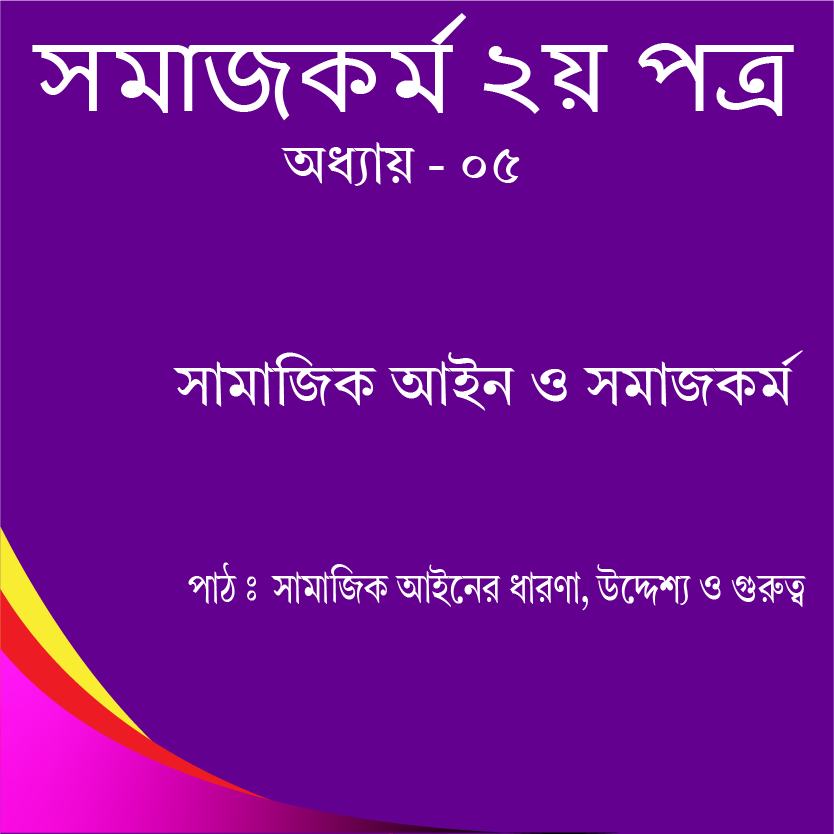 সমাজকর্ম ২য় পত্র
অধ্যায় - ০৫
সামাজিক আইন ও সমাজকর্ম
পাঠ ঃ সামাজিক আইনের ধারণা, উদ্দেশ্য ও গুরুত্ব